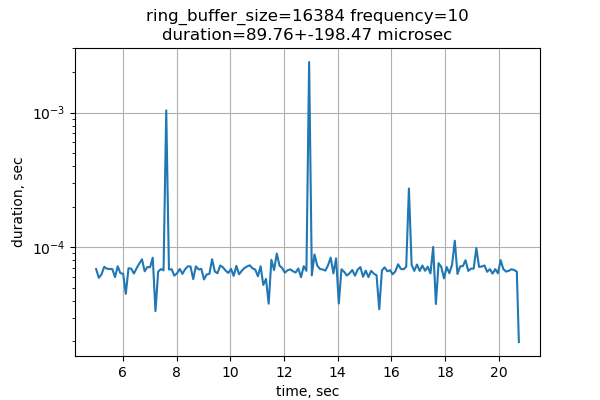 ring_buffer_size=16384 frequency=10
duration=89.76+-198.47 microsec
10⁻³
10⁻⁴
duration, sec
6 8 10 12 14 16 18 20
time, sec